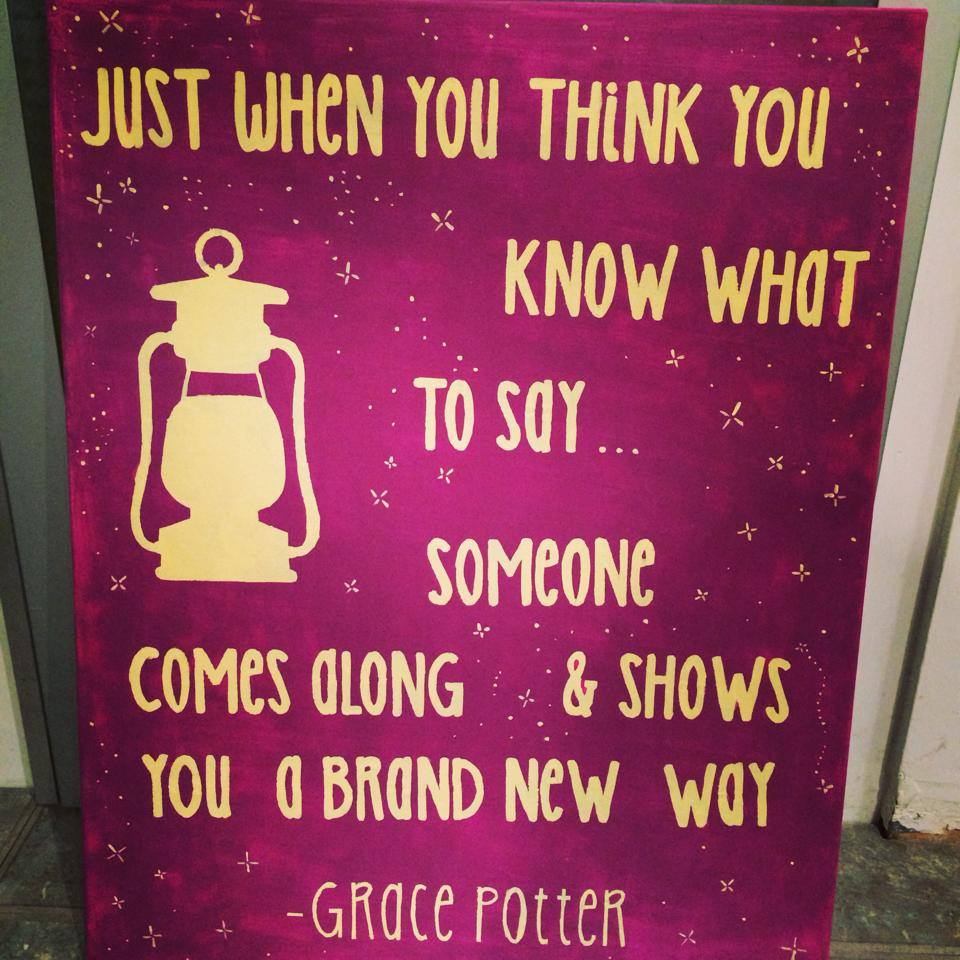 JUST WHEN YOU THINK YOU
KNOW WHAT
TO SAY...
SOMEONE
COMES ALONG & SHOWS
YOU A BRAND NEW WAY
-GRACE POTTER